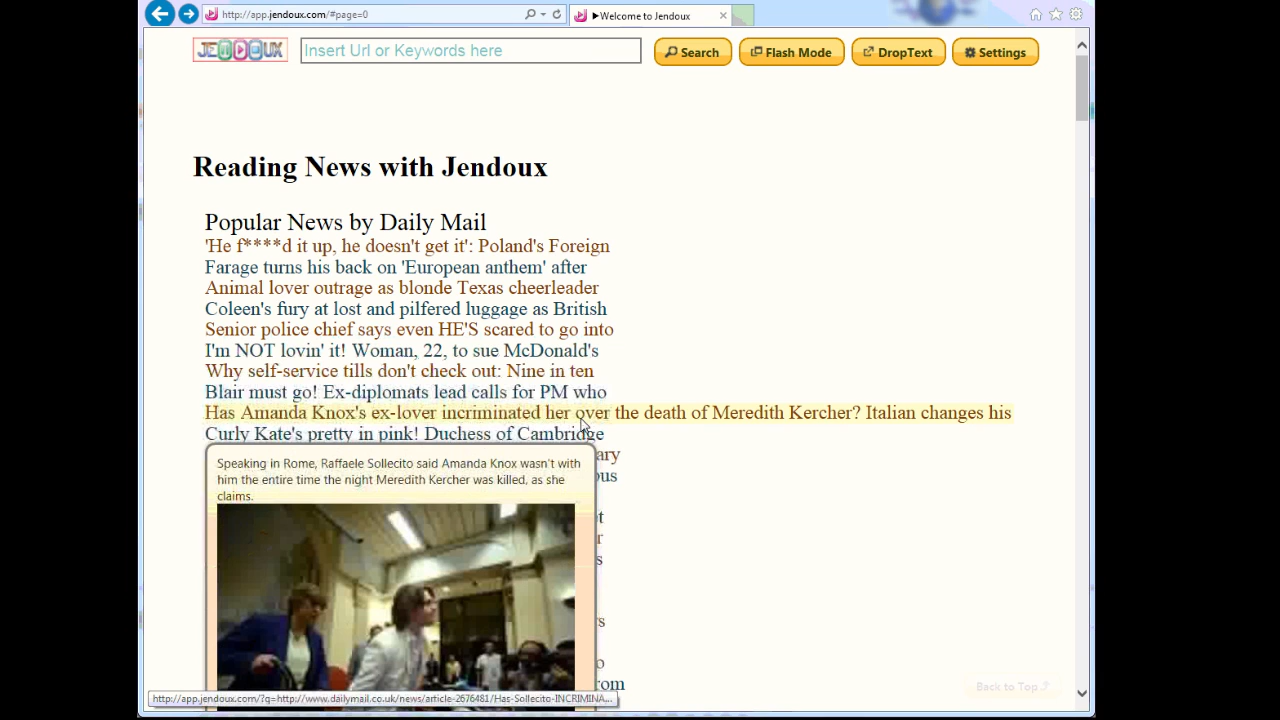 http://app.jendoux.com/#page=0
Welcome to Jendoux
JENDOUX
Insert Url or Keywords here
Search
Flash Mode
DropText
Settings
Reading News with Jendoux
Popular News by Daily Mail
'He f****d it up, he doesn't get it': Poland's Foreign
Farage turns his back on 'European anthem' after
Animal lover outrage as blonde Texas cheerleader
Coleen's fury at lost and pilfered luggage as British
Senior police chief says even HE'S scared to go into
I'm NOT lovin' it! Woman, 22, to sue McDonald's
Why self-service tills don't check out: Nine in ten
Blair must go! Ex-diplomats lead calls for PM who
Has Amanda Knox's ex-lover incriminated her over the death of Meredith Kercher? Italian changes his
Curly Kate's pretty in pink! Duchess of Cambridge
Speaking in Rome, Raffaele Sollecito said Amanda Knox wasn't with
him the entire time the night Meredith Kercher was killed, as she
claims.
Back to Top
http://app.jendoux.com/?q=http://www.dailymail.co.uk/news/article-2676481/Has-Sollecito-INCRIMINA...